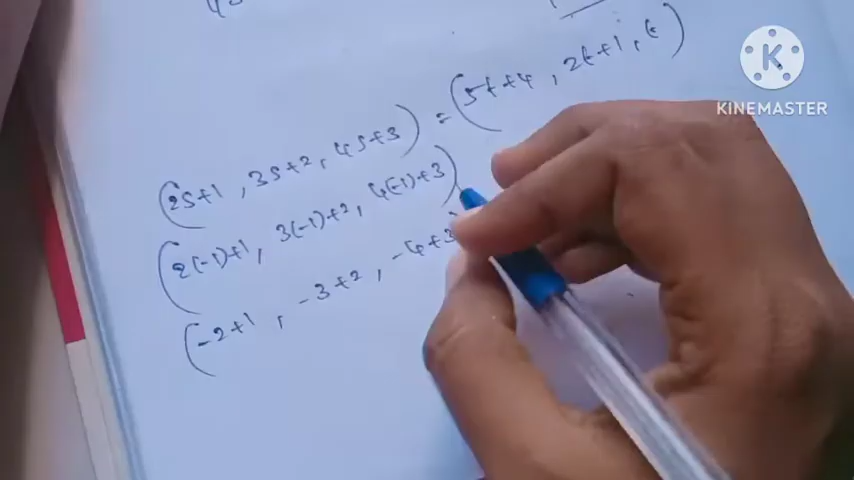 (2s+1, 3s+2, 4s+3) = (5t+4, 2t+1, t)
(2(-1)+1, 3(-1)+2, 4(-1)+3)
(-2+1, -3+2, -4+3)
K
KINEMASTER